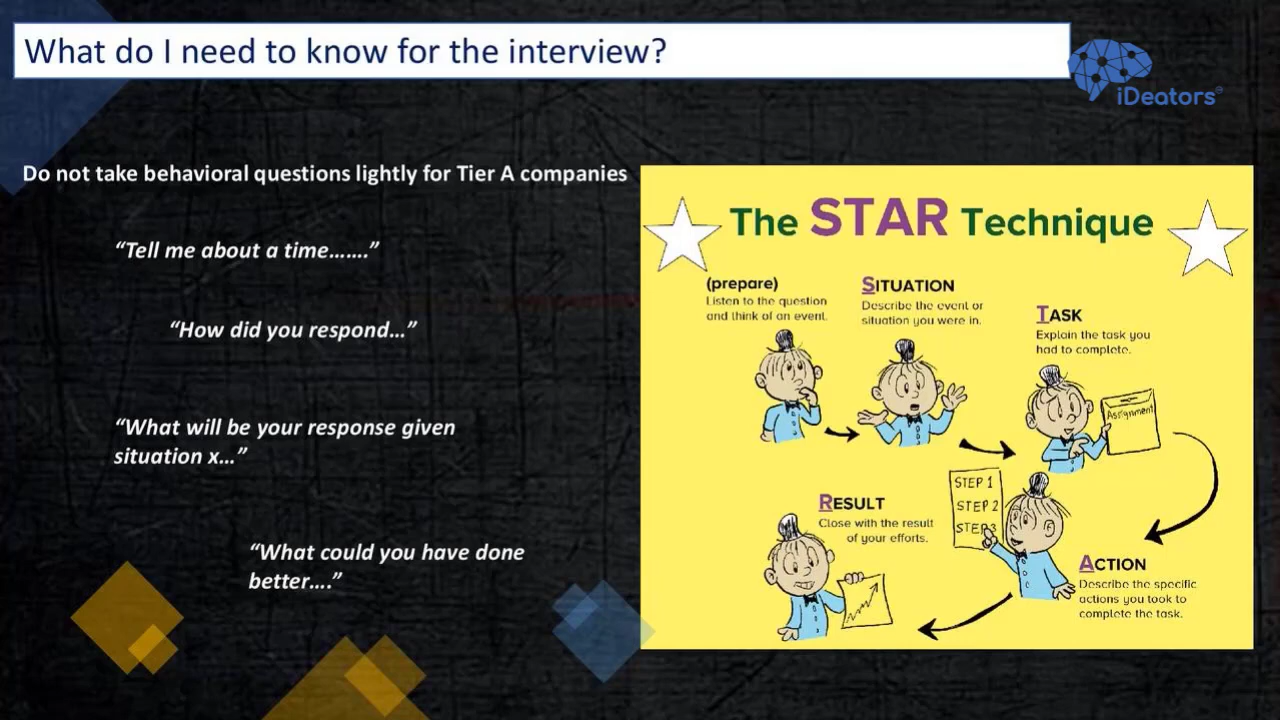 What do I need to know for the interview?
iDeators
Do not take behavioral questions lightly for Tier A companies
“Tell me about a time…….”
“How did you respond…”
“What will be your response given
situation x…”
“What could you have done
better….”
The STAR Technique
(prepare)
Listen to the question
and think of an event.
SITUATION
Describe the event or
situation you were in.
TASK
Explain the task you
had to complete.
Assignment
STEP 1
STEP 2
STEP 3
ACTION
Describe the specific
actions you took to
complete the task.
RESULT
Close with the result
of your efforts.